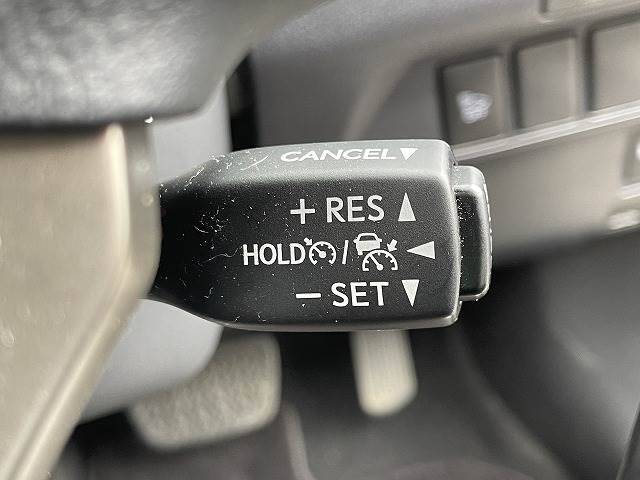 CANCEL▼
+ RES ▲
HOLD / ◀
− SET ▼